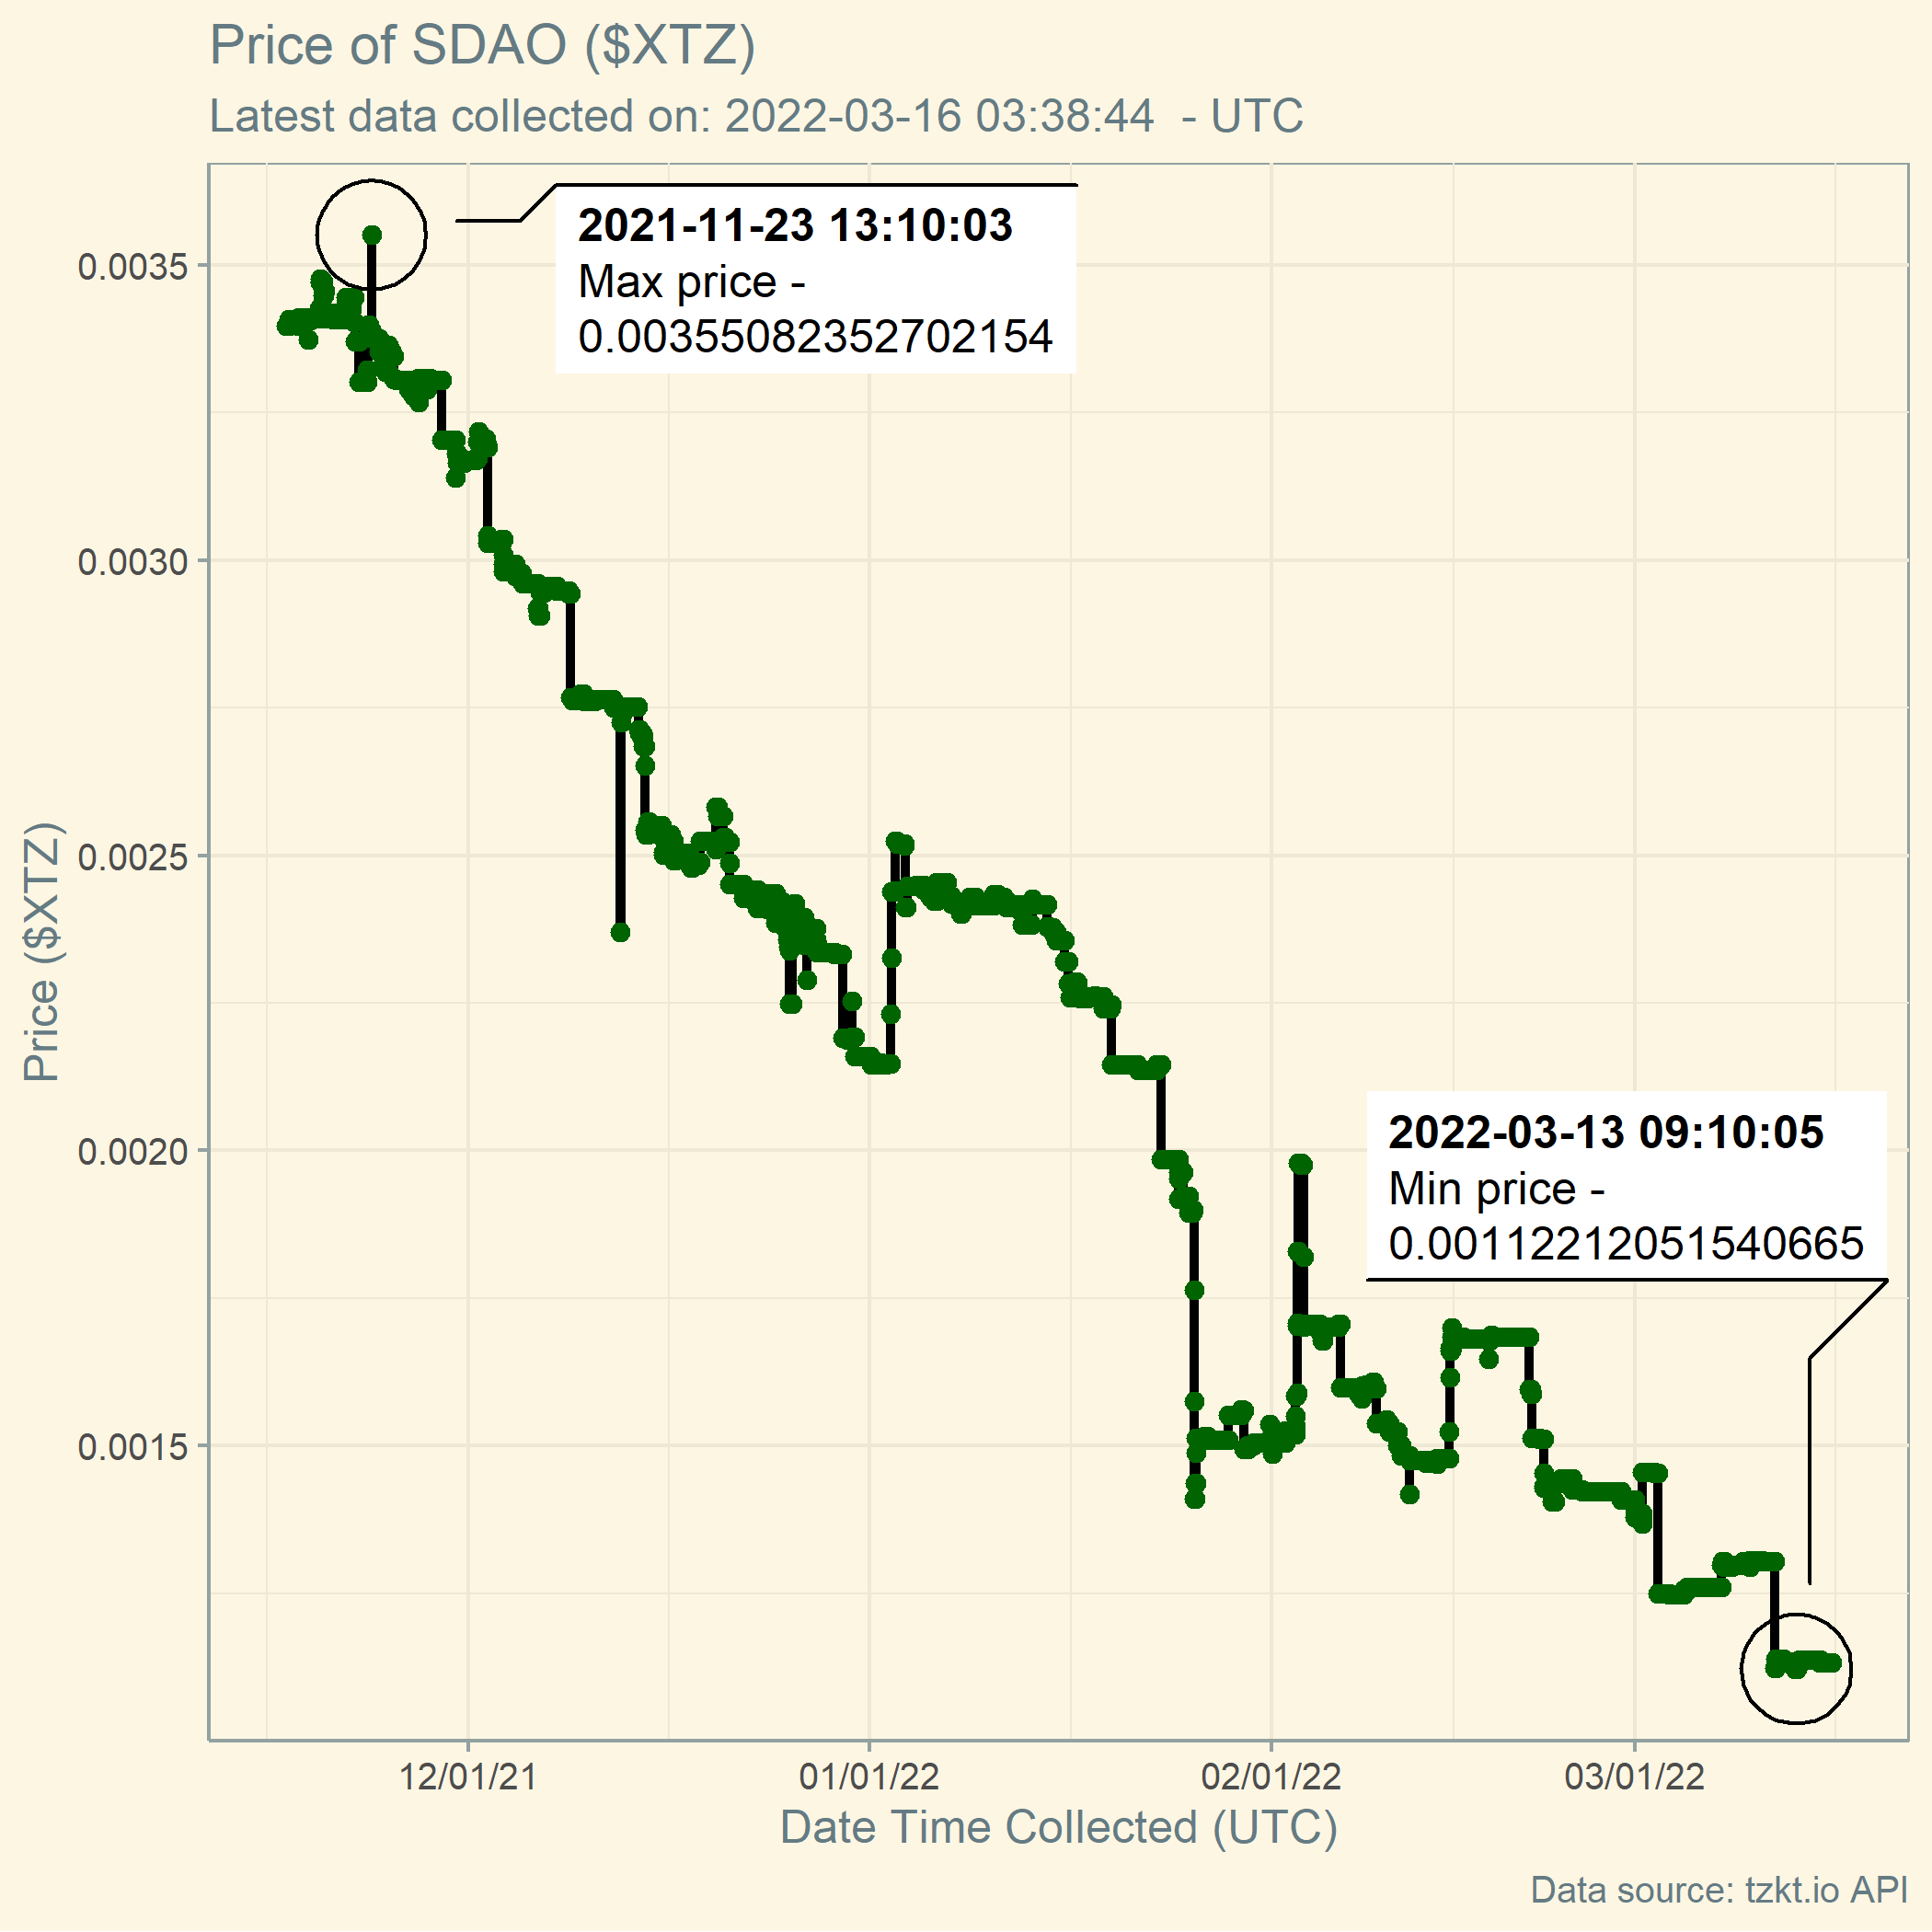 Price of SDAO ($XTZ)
Latest data collected on: 2022-03-16 03:38:44  - UTC
2021-11-23 13:10:03
Max price -
0.00355082352702154
0.0035
0.0030
0.0025
0.0020
0.0015
Price ($XTZ)
2022-03-13 09:10:05
Min price -
0.00112212051540665
12/01/21
01/01/22
02/01/22
03/01/22
Date Time Collected (UTC)
Data source: tzkt.io API